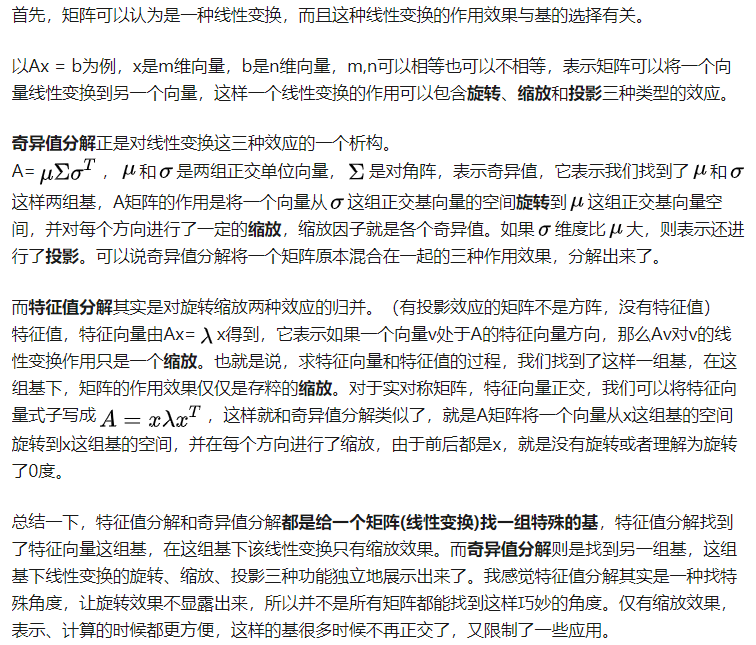 首先，矩阵可以认为是一种线性变换，而且这种线性变换的作用效果与基的选择有关。
以Ax = b为例，x是m维向量，b是n维向量，m,n可以相等也可以不相等，表示矩阵可以将一个向
量线性变换到另一个向量，这样一个线性变换的作用可以包含旋转、缩放和投影三种类型的效应。
奇异值分解正是对线性变换这三种效应的一个析构。
A= μΣσᵀ ，μ 和 σ 是两组正交单位向量，Σ 是对角阵，表示奇异值，它表示我们找到了 μ 和 σ
这样两组基，A矩阵的作用是将一个向量从 σ 这组正交基向量的空间旋转到 μ 这组正交基向量空
间，并对每个方向进行了一定的缩放，缩放因子就是各个奇异值。如果 σ 维度比 μ 大，则表示还进
行了投影。可以说奇异值分解将一个矩阵原本混合在一起的三种作用效果，分解出来了。
而特征值分解其实是对旋转缩放两种效应的归并。（有投影效应的矩阵不是方阵，没有特征值）
特征值，特征向量由Ax= λ x得到，它表示如果一个向量v处于A的特征向量方向，那么Av对v的线
性变换作用只是一个缩放。也就是说，求特征向量和特征值的过程，我们找到了这样一组基，在这
组基下，矩阵的作用效果仅仅是存粹的缩放。对于实对称矩阵，特征向量正交，我们可以将特征向
量式子写成 A = xλxᵀ ，这样就和奇异值分解类似了，就是A矩阵将一个向量从x这组基的空间
旋转到x这组基的空间，并在每个方向进行了缩放，由于前后都是x，就是没有旋转或者理解为旋转
了0度。
总结一下，特征值分解和奇异值分解都是给一个矩阵(线性变换)找一组特殊的基，特征值分解找到
了特征向量这组基，在这组基下该线性变换只有缩放效果。而奇异值分解则是找到另一组基，这组
基下线性变换的旋转、缩放、投影三种功能独立地展示出来了。我感觉特征值分解其实是一种找特
殊角度，让旋转效果不显露出来，所以并不是所有矩阵都能找到这样巧妙的角度。仅有缩放效果，
表示、计算的时候都更方便，这样的基很多时候不再正交了，又限制了一些应用。